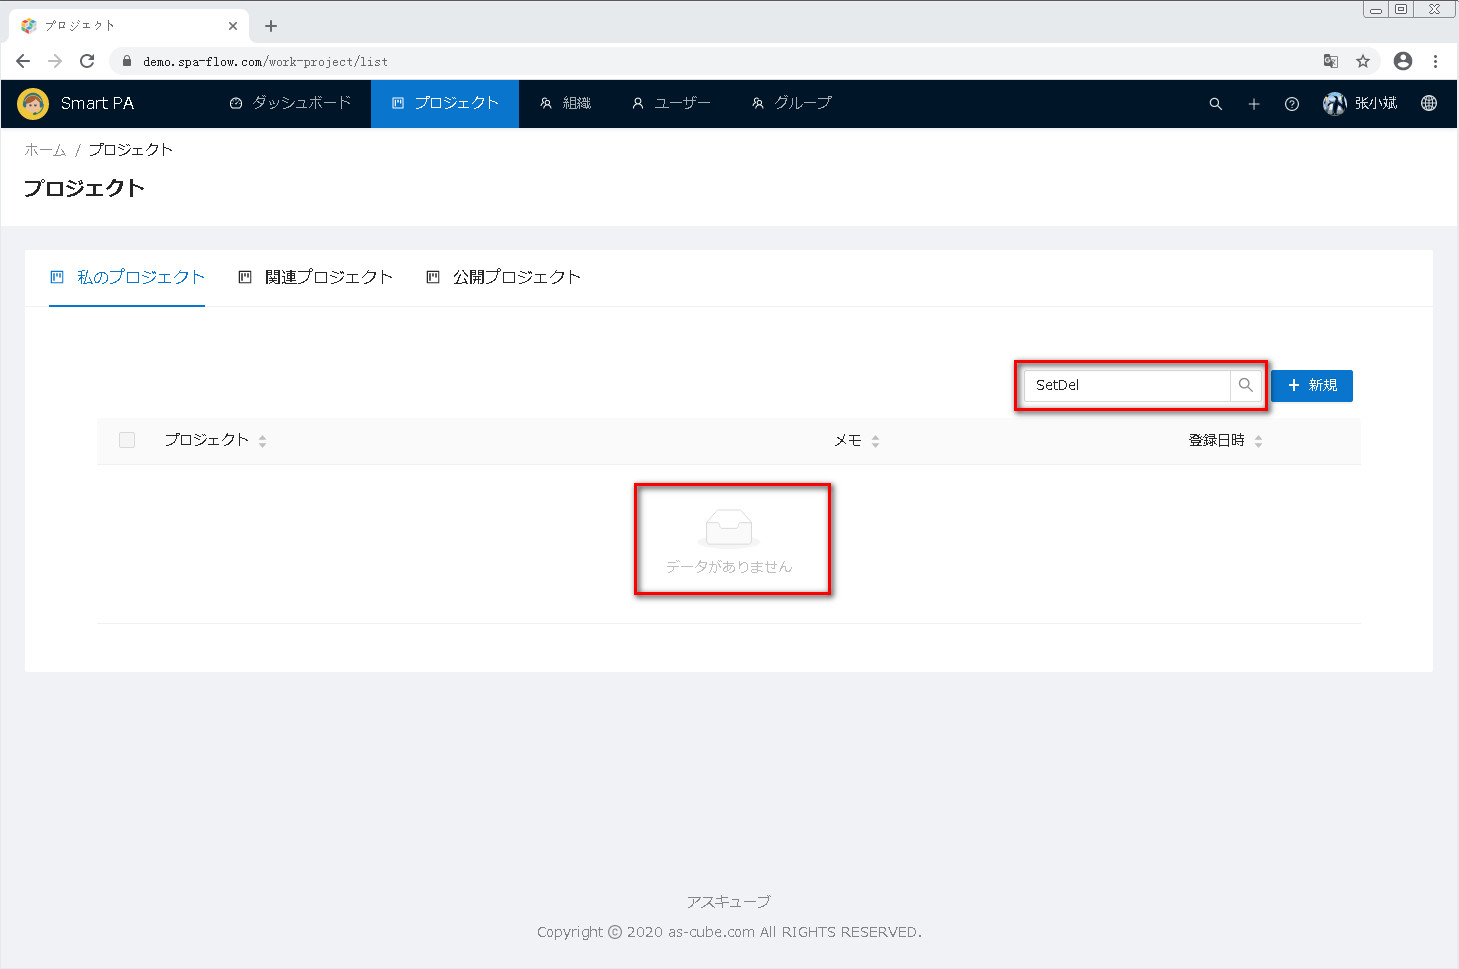 プロジェクト
demo.spa-flow.com/work-project/list
Smart PA ダッシュボード プロジェクト 組織 ユーザー グループ 张小斌
ホーム / プロジェクト
プロジェクト
私のプロジェクト 関連プロジェクト 公開プロジェクト
SetDel + 新規
プロジェクト メモ 登録日時
データがありません
アスキューブ
Copyright © 2020 as-cube.com All RIGHTS RESERVED.